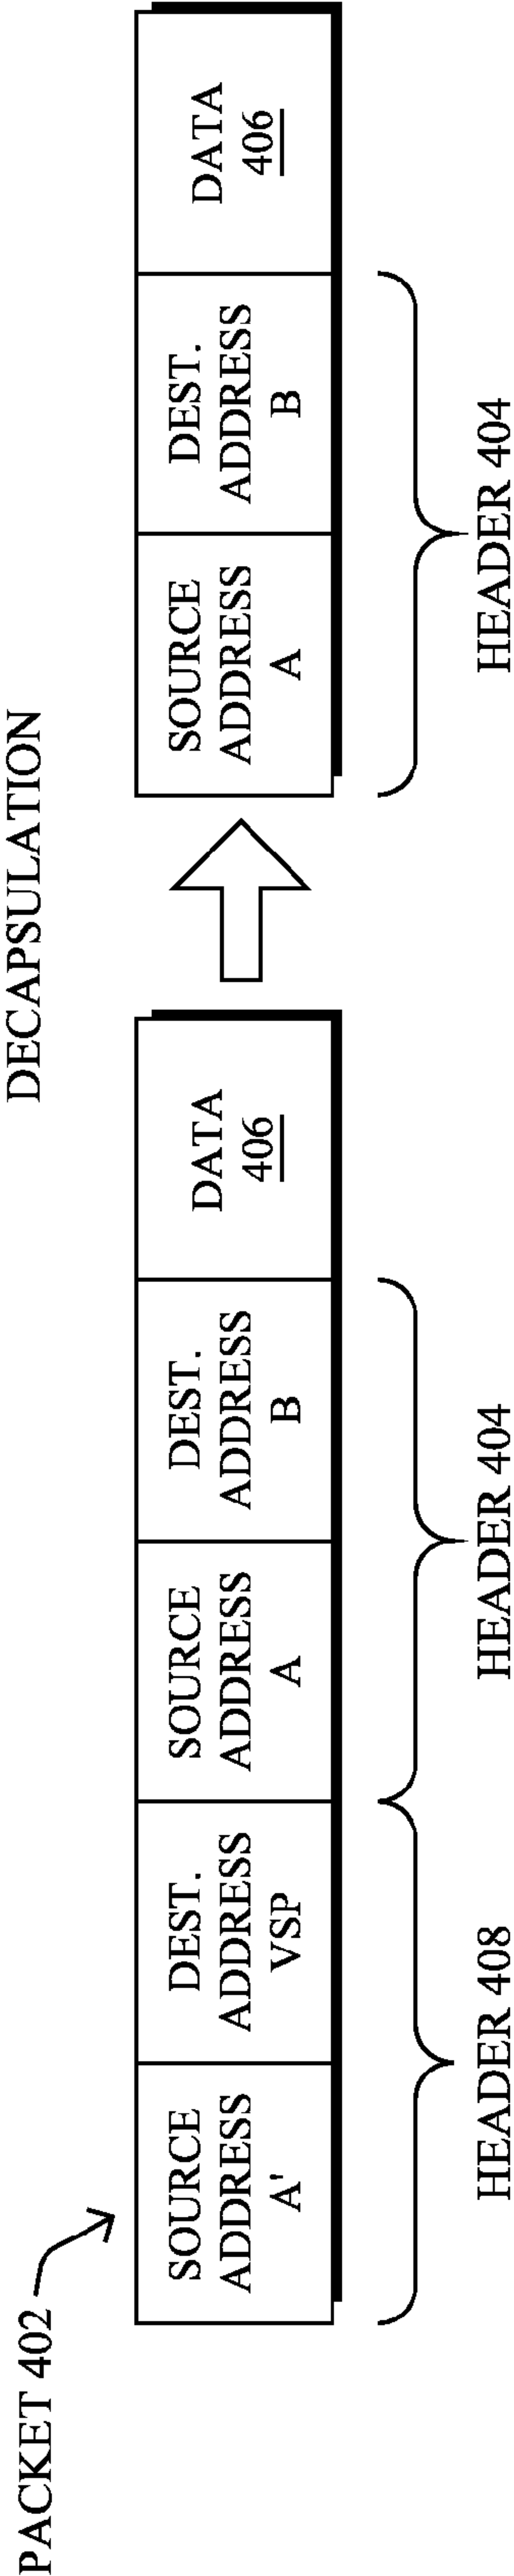 DECAPSULATION
PACKET 402
SOURCE
ADDRESS
A'
DEST.
ADDRESS
VSP
SOURCE
ADDRESS
A
DEST.
ADDRESS
B
DATA
406
SOURCE
ADDRESS
A
DEST.
ADDRESS
B
DATA
406
HEADER 408
HEADER 404
HEADER 404